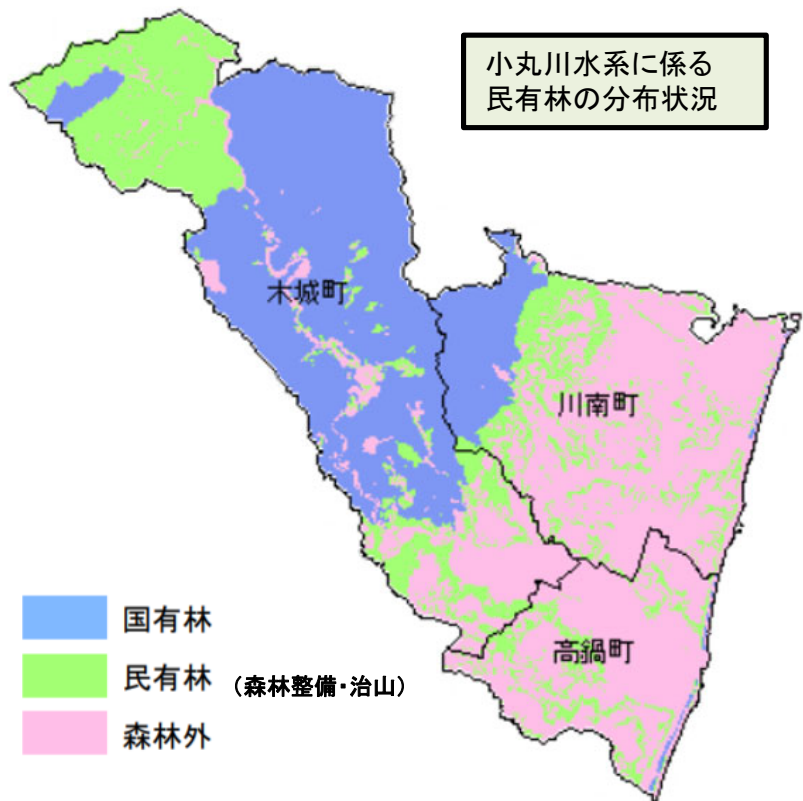 小丸川水系に係る
民有林の分布状況
木城町
川南町
高鍋町
国有林
民有林 (森林整備・治山)
森林外